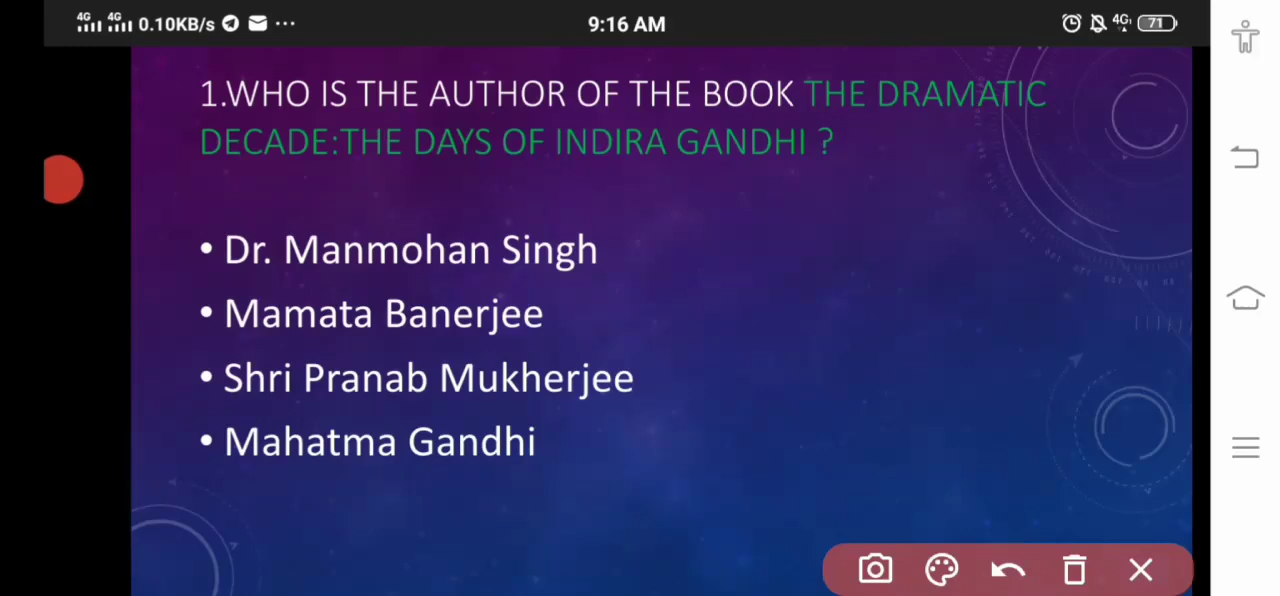 4G 4G 0.10KB/s ... 9:16 AM 4G 71
1.WHO IS THE AUTHOR OF THE BOOK THE DRAMATIC
DECADE:THE DAYS OF INDIRA GANDHI ?
• Dr. Manmohan Singh
• Mamata Banerjee
• Shri Pranab Mukherjee
• Mahatma Gandhi